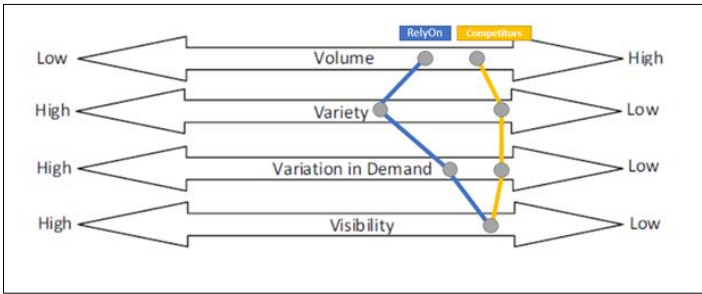 RelyOn Competitors
Low Volume High
High Variety Low
High Variation in Demand Low
High Visibility Low